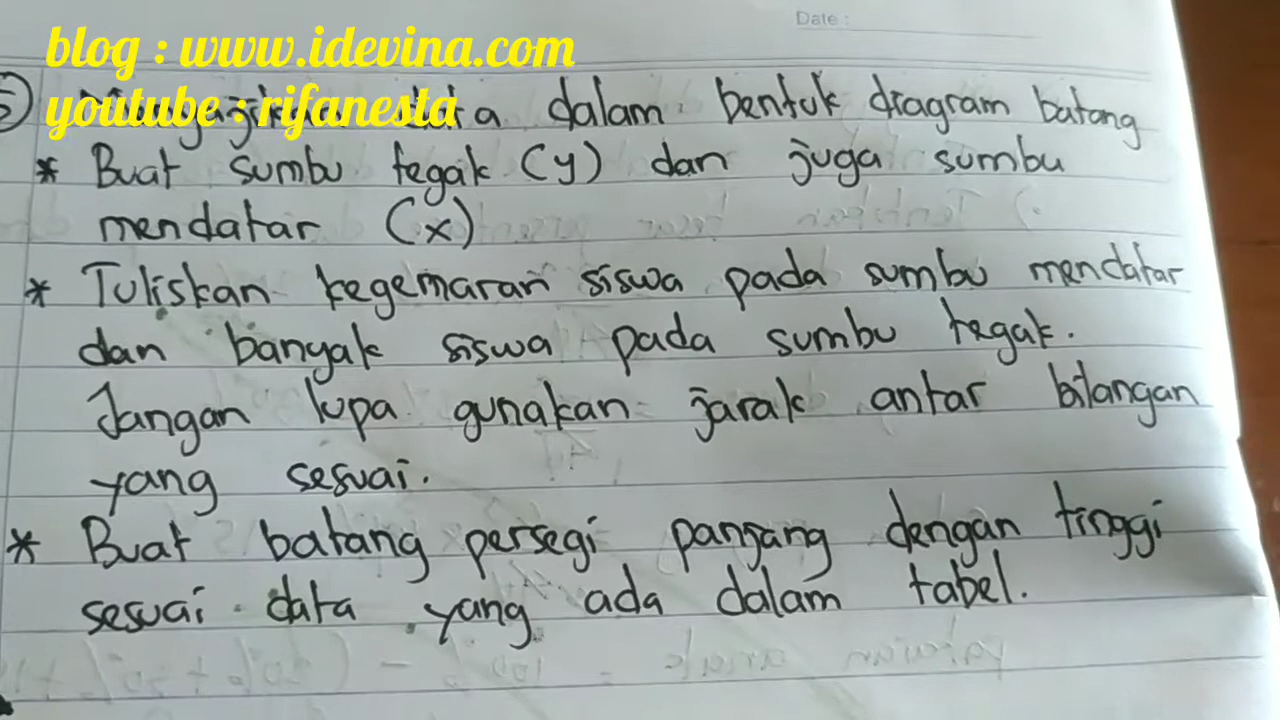 Date :
blog : www.idevina.com
youtube : rifanesta
5) Menyajikan data dalam bentuk diagram batang
* Buat sumbu tegak (y) dan juga sumbu
mendatar (x)
* Tuliskan kegemaran siswa pada sumbu mendatar
dan banyak siswa pada sumbu tegak.
Jangan lupa gunakan jarak antar bilangan
yang sesuai.
* Buat batang persegi panjang dengan tinggi
sesuai data yang ada dalam tabel.